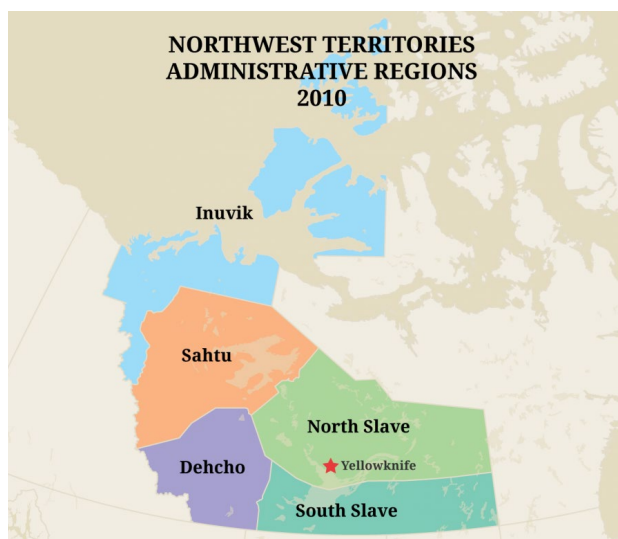 NORTHWEST TERRITORIES
ADMINISTRATIVE REGIONS
2010
Inuvik
Sahtu
North Slave
Dehcho
Yellowknife
South Slave